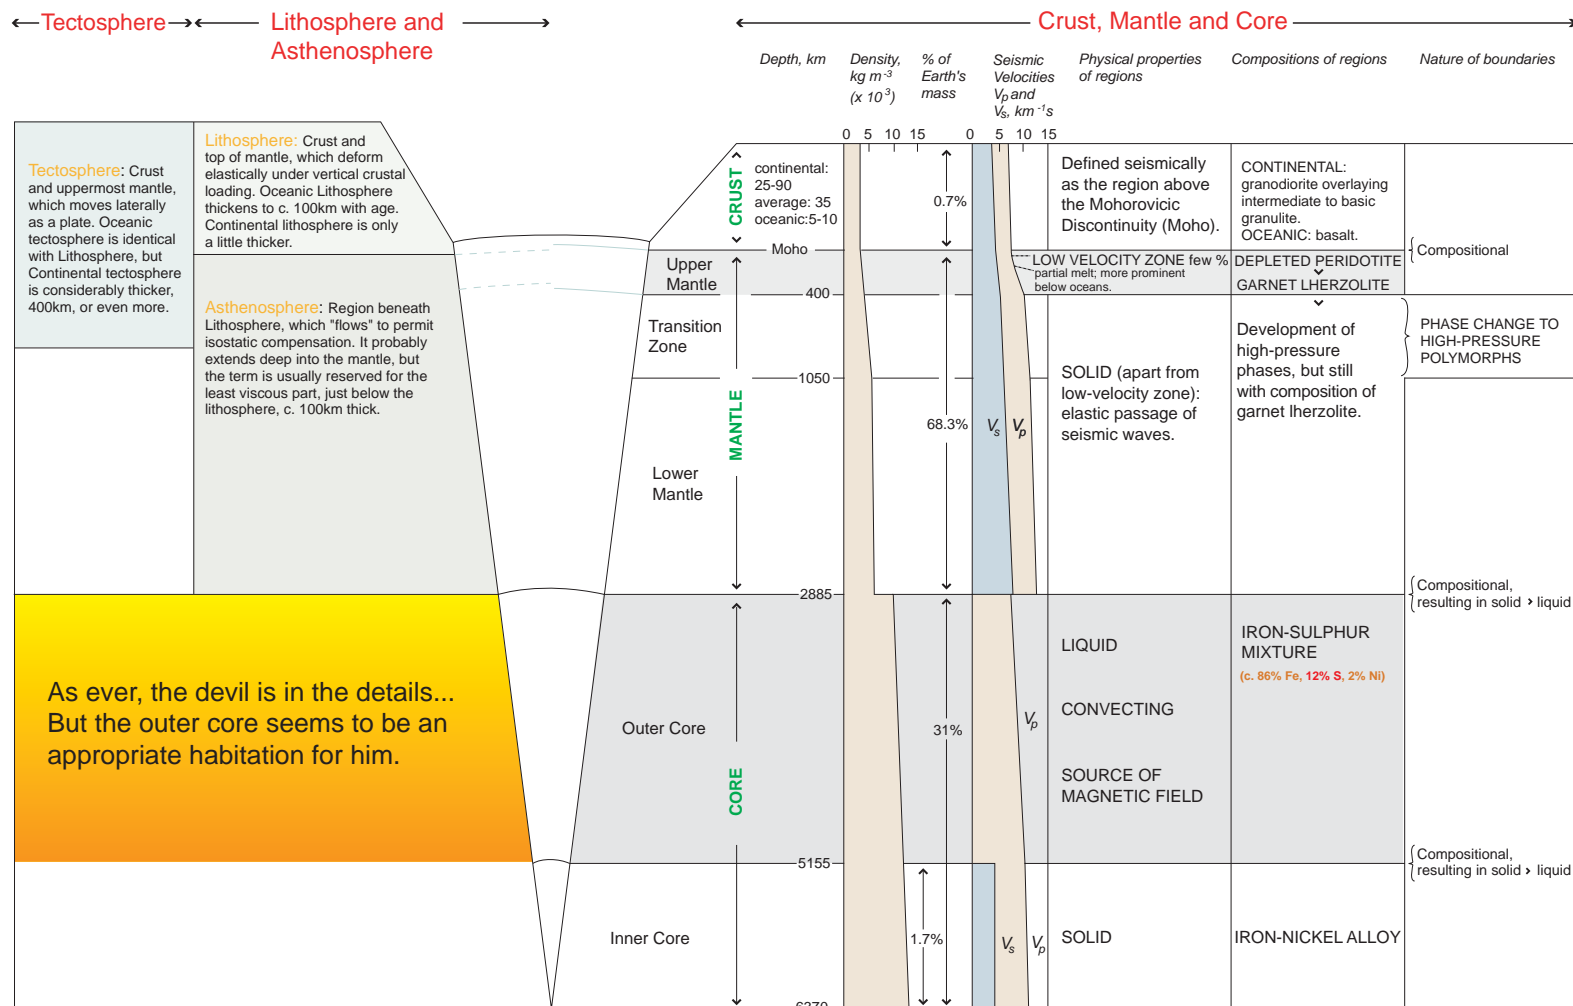 Tectosphere
Lithosphere and
Asthenosphere
Crust, Mantle and Core
Depth, km
Density,
kg m-3
(x 10 3)
% of
Earth's
mass
Seismic
Velocities
Vp and
Vs, km -1s
Physical properties
of regions
Compositions of regions
Nature of boundaries
0 5 10 15
0 5 10 15
Tectosphere: Crust
and uppermost mantle,
which moves laterally
as a plate. Oceanic
tectosphere is identical
with Lithosphere, but
Continental tectosphere
is considerably thicker,
400km, or even more.
Lithosphere: Crust and
top of mantle, which deform
elastically under vertical crustal
loading. Oceanic Lithosphere
thickens to c. 100km with age.
Continental lithosphere is only
a little thicker.
Asthenosphere: Region beneath
Lithosphere, which "flows" to permit
isostatic compensation. It probably
extends deep into the mantle, but
the term is usually reserved for the
least viscous part, just below the
lithosphere, c. 100km thick.
As ever, the devil is in the details...
But the outer core seems to be an
appropriate habitation for him.
CRUST
continental:
25-90
average: 35
oceanic:5-10
0.7%
Defined seismically
as the region above
the Mohorovicic
Discontinuity (Moho).
CONTINENTAL:
granodiorite overlaying
intermediate to basic
granulite.
OCEANIC: basalt.
Moho
Compositional
Upper
Mantle
LOW VELOCITY ZONE few %
partial melt; more prominent
below oceans.
DEPLETED PERIDOTITE
GARNET LHERZOLITE
400
Transition
Zone
1050
MANTLE
Lower
Mantle
68.3%
Vs
Vp
SOLID (apart from
low-velocity zone):
elastic passage of
seismic waves.
Development of
high-pressure
phases, but still
with composition of
garnet lherzolite.
PHASE CHANGE TO
HIGH-PRESSURE
POLYMORPHS
2885
Compositional,
resulting in solid › liquid
Outer Core
CORE
31%
Vp
LIQUID
CONVECTING
SOURCE OF
MAGNETIC FIELD
IRON-SULPHUR
MIXTURE
(c. 86% Fe, 12% S, 2% Ni)
5155
Compositional,
resulting in solid › liquid
Inner Core
1.7%
Vs
Vp
SOLID
IRON-NICKEL ALLOY
6370